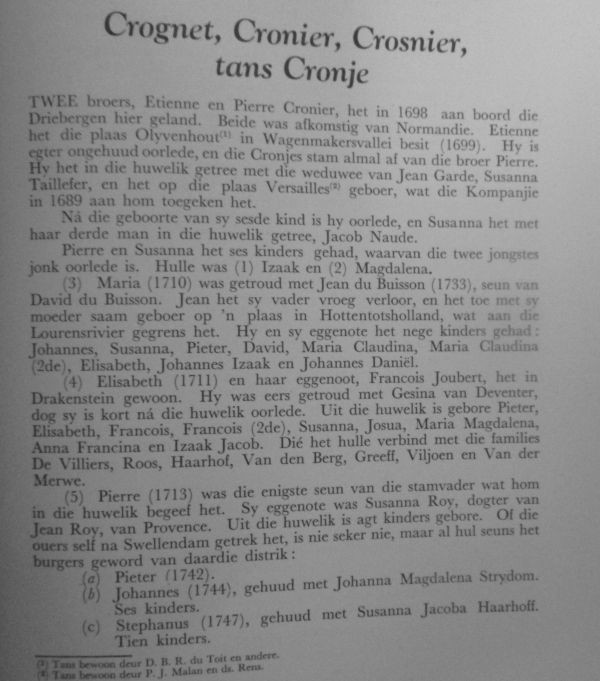 Crognet, Cronier, Crosnier,
tans Cronje
TWEE broers, Etienne en Pierre Cronier, het in 1698 aan boord die
Driebergen hier geland. Beide was afkomstig van Normandie. Etienne
het die plaas Olyvenhout(1) in Wagenmakersvallei besit (1699). Hy is
egter ongehuud oorlede, en die Cronjes stam almal af van die broer Pierre.
Hy het in die huwelik getree met die weduwee van Jean Garde, Susanna
Taillefer, en het op die plaas Versailles(2) geboer, wat die Kompanjie
in 1689 aan hom toegeken het.
Ná die geboorte van sy sesde kind is hy oorlede, en Susanna het met
haar derde man in die huwelik getree, Jacob Naude.
Pierre en Susanna het ses kinders gehad, waarvan die twee jongstes
jonk oorlede is. Hulle was (1) Izaak en (2) Magdalena.
(3) Maria (1710) was getroud met Jean du Buisson (1733), seun van
David du Buisson. Jean het sy vader vroeg verloor, en het toe met sy
moeder saam geboer op 'n plaas in Hottentotsholland, wat aan die
Lourensrivier gegrens het. Hy en sy eggenote het nege kinders gehad:
Johannes, Susanna, Pieter, David, Maria Claudina, Maria Claudina
(2de), Elisabeth, Johannes Izaak en Johannes Daniël.
(4) Elisabeth (1711) en haar eggenoot, Francois Joubert, het in
Drakenstein gewoon. Hy was eers getroud met Gesina van Deventer,
dog sy is kort ná die huwelik oorlede. Uit die huwelik is gebore Pieter,
Elisabeth, Francois, Francois (2de), Susanna, Josua, Maria Magdalena,
Anna Francina en Izaak Jacob. Dié het hulle verbind met die families
De Villiers, Roos, Haarhof, Van den Berg, Greeff, Viljoen en Van der
Merwe.
(5) Pierre (1713) was die enigste seun van die stamvader wat hom
in die huwelik begeef het. Sy eggenote was Susanna Roy, dogter van
Jean Roy, van Provence. Uit die huwelik is agt kinders gebore. Of die
ouers self na Swellendam getrek het, is nie seker nie, maar al hul seuns het
burgers geword van daardie distrik:
(a) Pieter (1742).
(b) Johannes (1744), gehuud met Johanna Magdalena Strydom.
Ses kinders.
(c) Stephanus (1747), gehuud met Susanna Jacoba Haarhoff.
Tien kinders.
(1) Tans bewoon deur D. B. R. du Toit en andere.
(2) Tans bewoon deur P. J. Malan en ds. Rens.